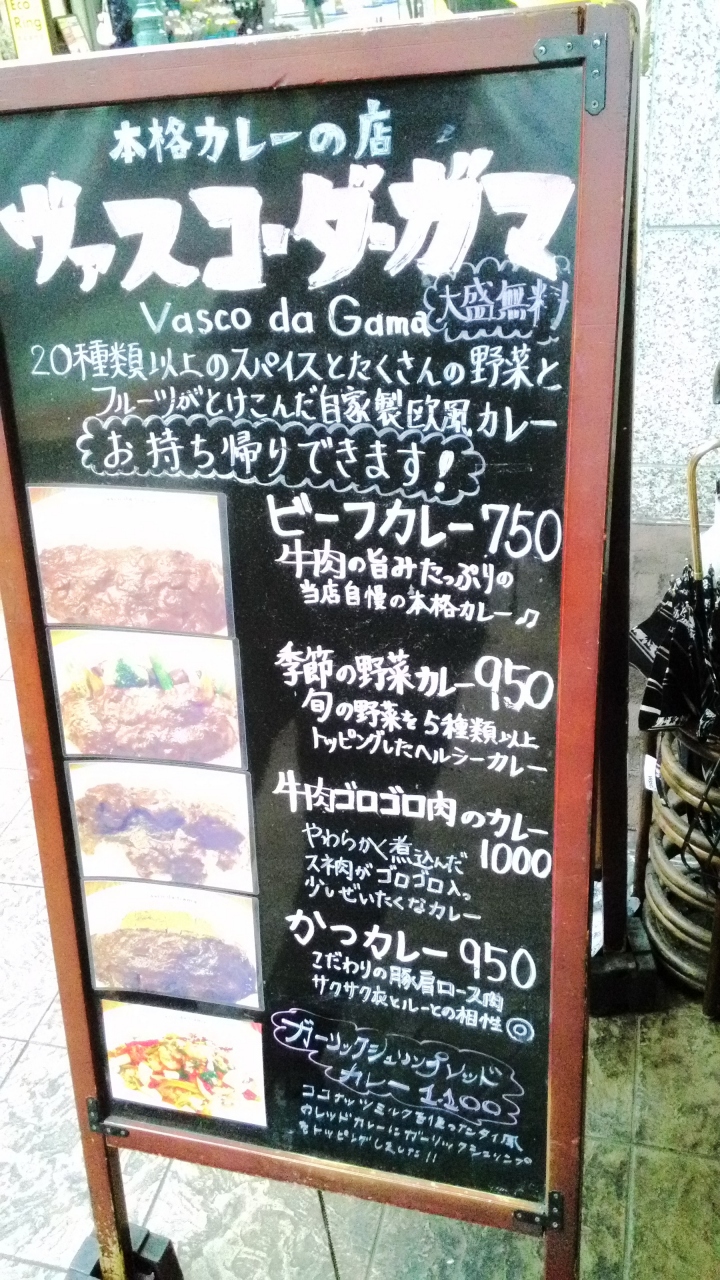 Eco
Ring
本格カレーの店
ヴァスコ・ダ・ガマ
Vasco da Gama
大盛無料
20種類以上のスパイスとたくさんの野菜と
フルーツがとけこんだ自家製欧風カレー
お持ち帰りできます!
ビーフカレー 750
牛肉の旨みたっぷりの
当店自慢の本格カレー♫
季節の野菜カレー 950
旬の野菜を5種類以上
トッピングしたヘルシーカレー
牛肉ゴロゴロ肉のカレー
1000
やわらかく煮込んだ
スネ肉がゴロゴロ入っ
少しぜいたくなカレー
かつカレー 950
こだわりの豚肩ロース肉
サクサク衣とルーとの相性◎
ガーリックシュリンプレッド
カレー 1.100
ココナッツミルクを使ったタイ風
のレッドカレーにガーリックシュリンプ
をトッピングしました!!